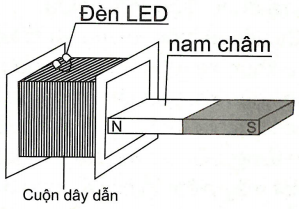 Đèn LED
nam châm
N
S
Cuộn dây dẫn